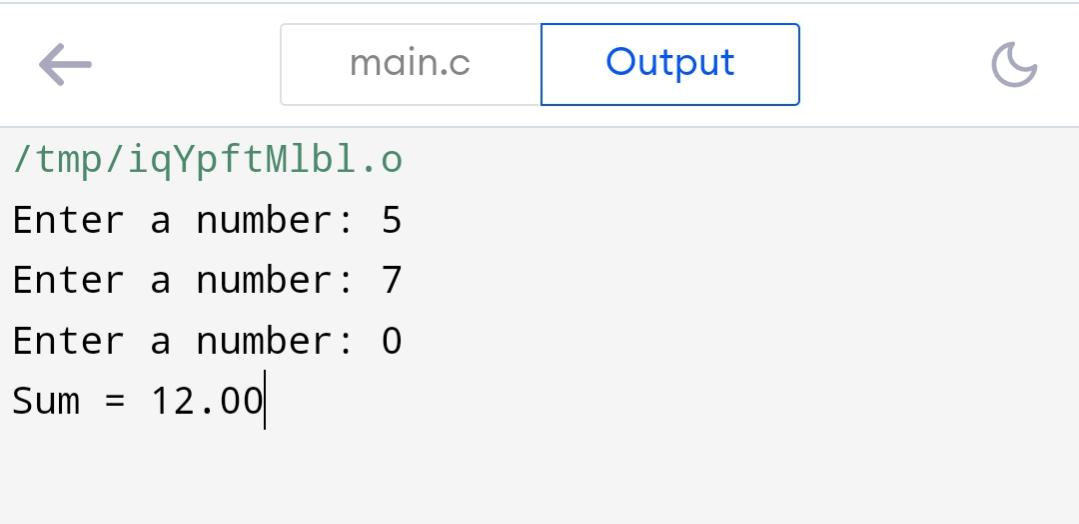 main.c Output
/tmp/iqYpftMlbl.o
Enter a number: 5
Enter a number: 7
Enter a number: 0
Sum = 12.00